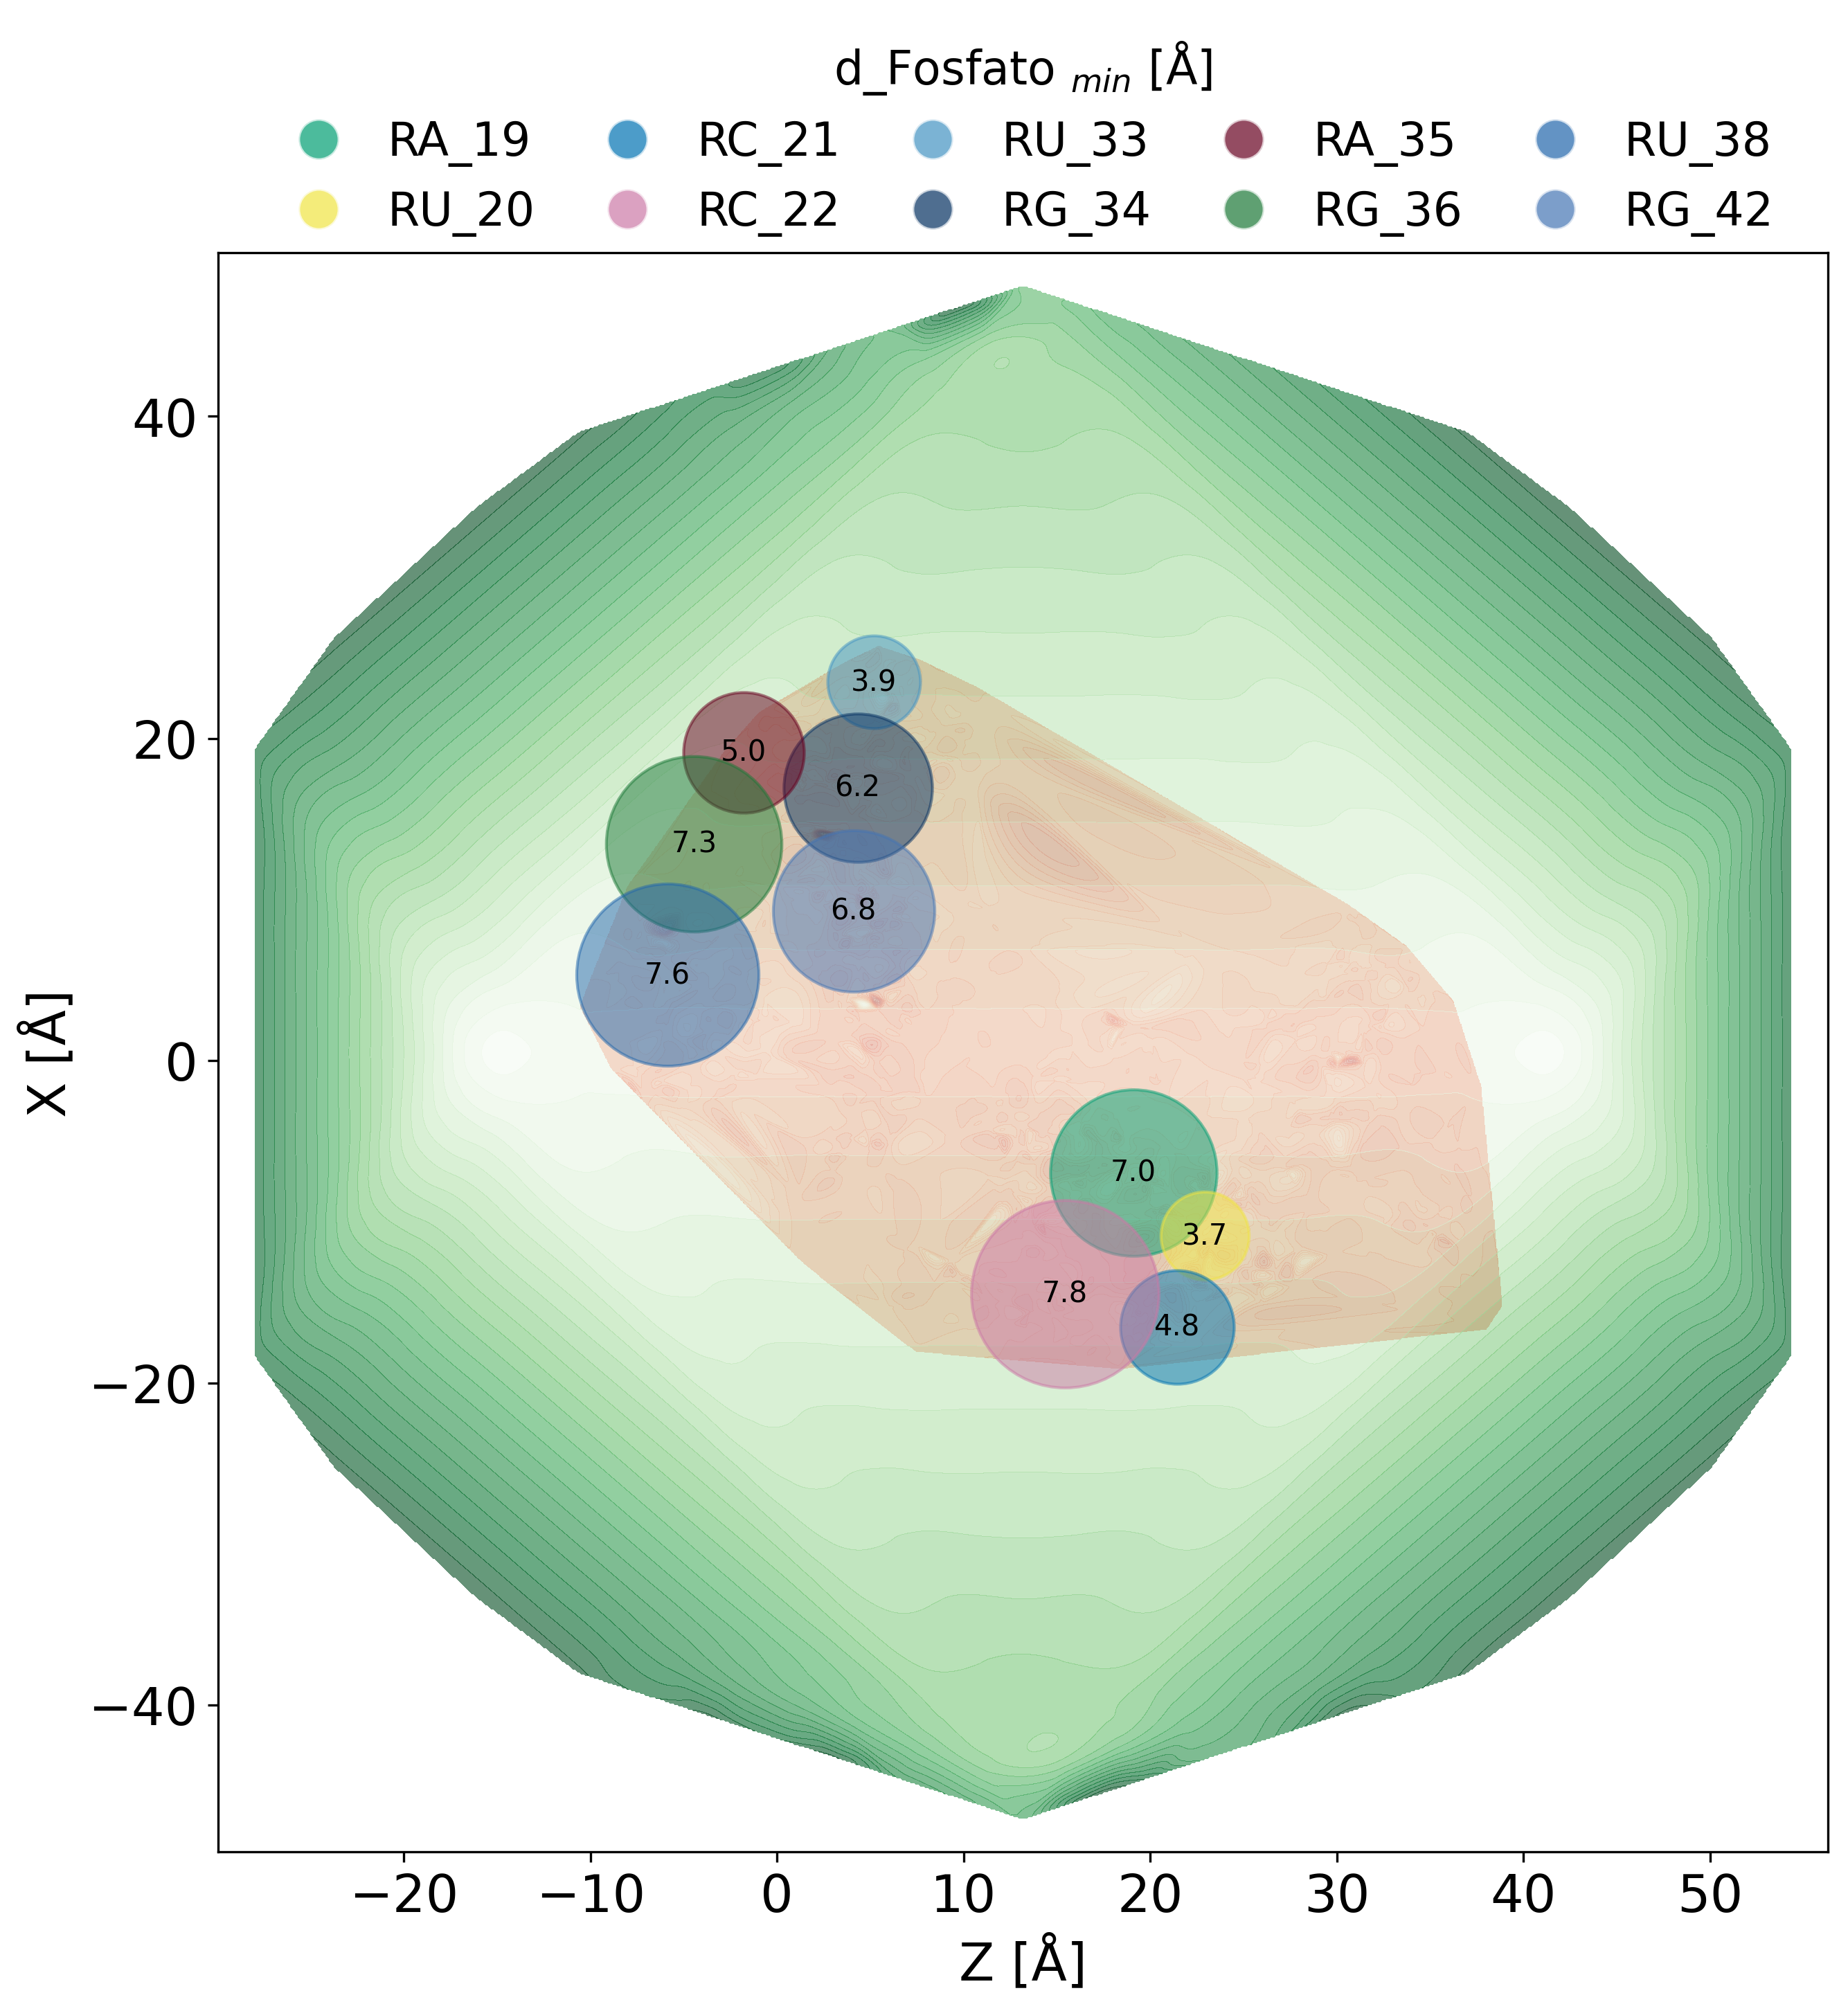 d_Fosfato min [Å]
RA_19 RC_21 RU_33 RA_35 RU_38
RU_20 RC_22 RG_34 RG_36 RG_42
40
3.9
20
5.0
6.2
7.3
6.8
7.6
X [Å]
0
7.0
3.7
7.8
4.8
−20
−40
−20 −10 0 10 20 30 40 50
Z [Å]